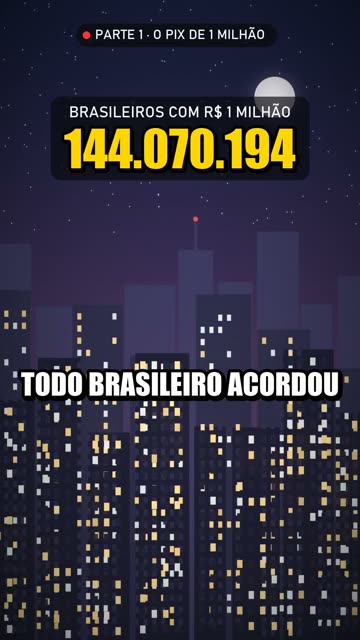 PARTE 1 · O PIX DE 1 MILHÃO
BRASILEIROS COM R$ 1 MILHÃO
144.070.194
TODO BRASILEIRO ACORDOU